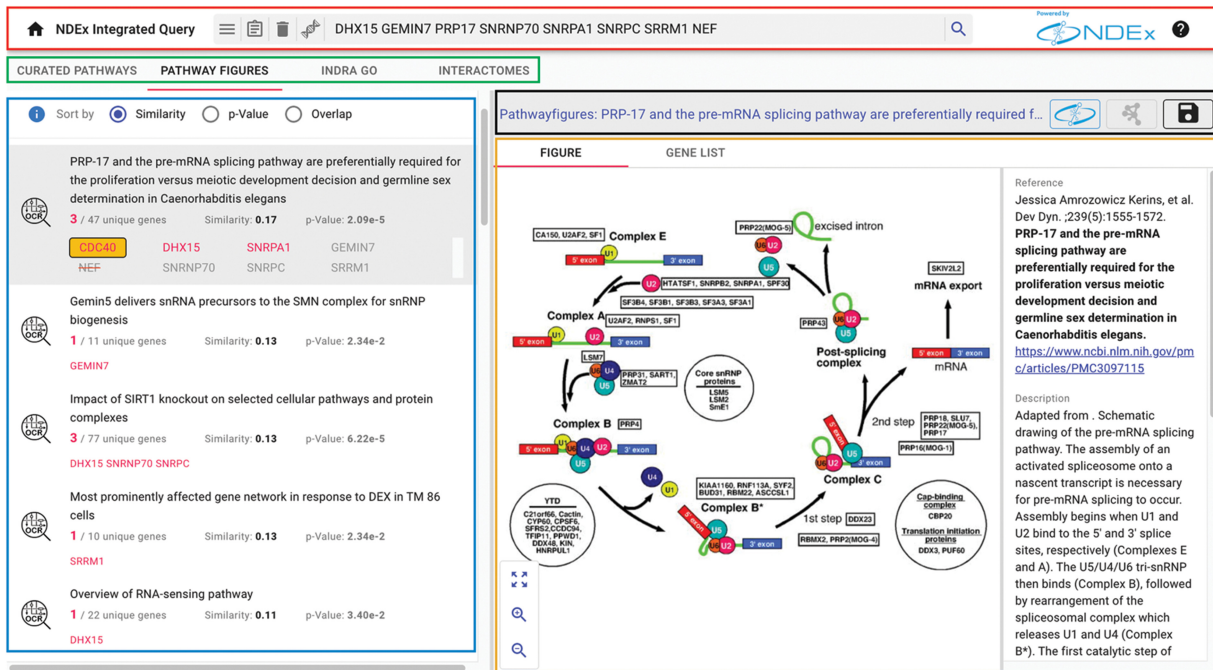 NDEx Integrated Query
DHX15 GEMIN7 PRP17 SNRNP70 SNRPA1 SNRPC SRRM1 NEF
Powered by
NDEx
?
CURATED PATHWAYS
PATHWAY FIGURES
INDRA GO
INTERACTOMES
i Sort by Similarity p-Value Overlap
PRP-17 and the pre-mRNA splicing pathway are preferentially required for
the proliferation versus meiotic development decision and germline sex
determination in Caenorhabditis elegans
OCR
3 / 47 unique genes Similarity: 0.17 p-Value: 2.09e-5
CDC40 DHX15 SNRPA1 GEMIN7
NEF SNRNP70 SNRPC SRRM1
Gemin5 delivers snRNA precursors to the SMN complex for snRNP
biogenesis
OCR
1 / 11 unique genes Similarity: 0.13 p-Value: 2.34e-2
GEMIN7
Impact of SIRT1 knockout on selected cellular pathways and protein
complexes
OCR
3 / 77 unique genes Similarity: 0.13 p-Value: 6.22e-5
DHX15 SNRNP70 SNRPC
Most prominently affected gene network in response to DEX in TM 86
cells
OCR
1 / 10 unique genes Similarity: 0.13 p-Value: 2.34e-2
SRRM1
Overview of RNA-sensing pathway
OCR
1 / 22 unique genes Similarity: 0.11 p-Value: 3.40e-2
DHX15
Pathwayfigures: PRP-17 and the pre-mRNA splicing pathway are preferentially required f...
FIGURE
GENE LIST
CA150, U2AF2, SF1
Complex E
U1
5' exon
3' exon
U2
HTATSF1, SNRPB2, SNRPA1, SPF30
SF3B4, SF3B1, SF3B3, SF3A3, SF3A1
Complex A
U2AF2, RNPS1, SF1
U1
U2
5' exon
3' exon
LSM7
U6 U4
U5
PRP31, SART1,
ZMAT2
Core snRNP
proteins
LSM5
LSM2
SmE1
Complex B
PRP4
U1
U6 U4 U2
U5
5' exon
3' exon
YTD
C21orf66, Cactin,
CYP60, CPSF6,
SFRS2,CCDC94,
TFIP11, PPWD1,
DDX48, KIN,
HNRPUL1
U4
U1
KIAA1160, RNF113A, SYF2,
BUD31, RBM22, ASCCSL1
Complex B*
5' exon
U5
U6 U2
3' exon
1st step
DDX23
RBMX2, PRP2(MOG-4)
Complex C
5' exon
U5
U6 U2
3' exon
2nd step
PRP18, SLU7,
PRP22(MOG-5),
PRP17
PRP16(MOG-1)
Post-splicing
complex
PRP43
U6 U2
U5
PRP22(MOG-5)
U6 U2
U5
excised intron
SKIV2L2
mRNA export
5' exon
3' exon
mRNA
Cap-binding
complex
CBP20
Translation initiation
proteins
DDX3, PUF60
Reference
Jessica Amrozowicz Kerins, et al.
Dev Dyn. ;239(5):1555-1572.
PRP-17 and the pre-mRNA
splicing pathway are
preferentially required for the
proliferation versus meiotic
development decision and
germline sex determination in
Caenorhabditis elegans.
https://www.ncbi.nlm.nih.gov/pm
c/articles/PMC3097115
Description
Adapted from . Schematic
drawing of the pre-mRNA splicing
pathway. The assembly of an
activated spliceosome onto a
nascent transcript is necessary
for pre-mRNA splicing to occur.
Assembly begins when U1 and
U2 bind to the 5' and 3' splice
sites, respectively (Complexes E
and A). The U5/U4/U6 tri-snRNP
then binds (Complex B), followed
by rearrangement of the
spliceosomal complex which
releases U1 and U4 (Complex
B*). The first catalytic step of